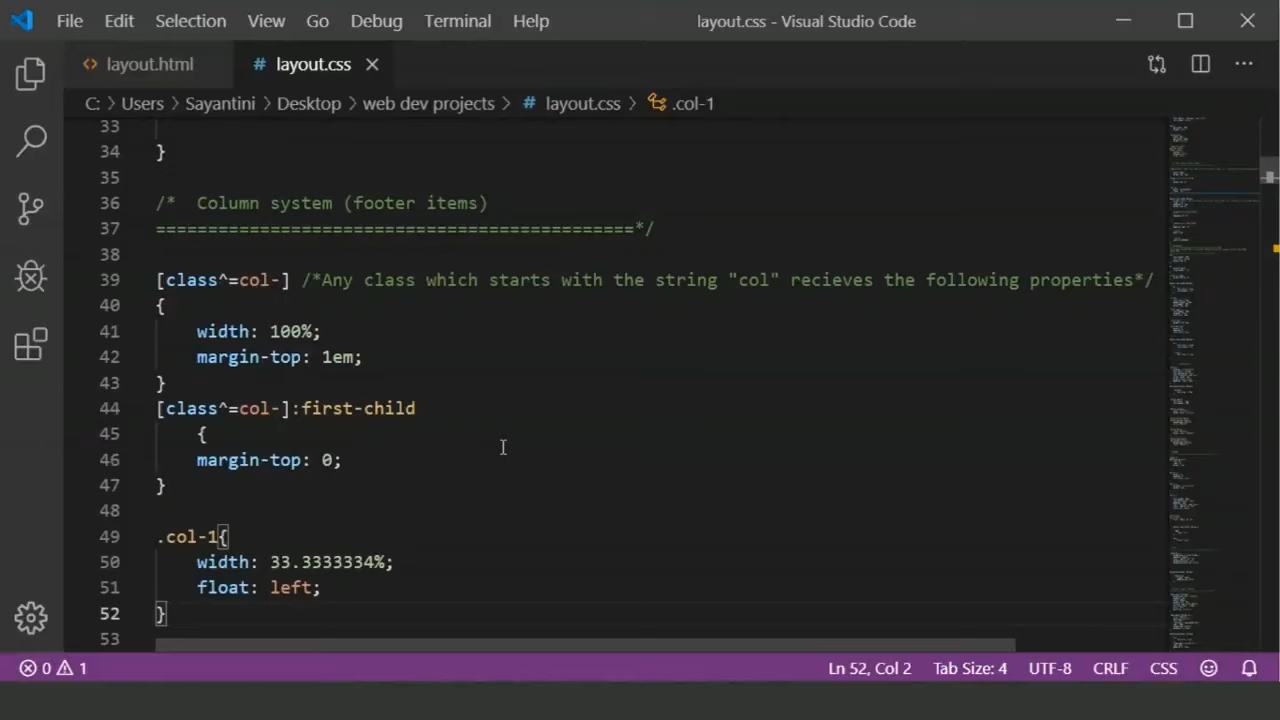 File Edit Selection View Go Debug Terminal Help layout.css - Visual Studio Code
layout.html layout.css
C: > Users > Sayantini > Desktop > web dev projects > # layout.css > .col-1
33
34 }
35
36 /*  Column system (footer items)
37 ==============================================*/
38
39 [class^=col-] /*Any class which starts with the string "col" recieves the following properties*/
40 {
41     width: 100%;
42     margin-top: 1em;
43 }
44 [class^=col-]:first-child
45     {
46     margin-top: 0;
47 }
48
49 .col-1{
50     width: 33.3333334%;
51     float: left;
52 }
53
0 1 Ln 52, Col 2 Tab Size: 4 UTF-8 CRLF CSS